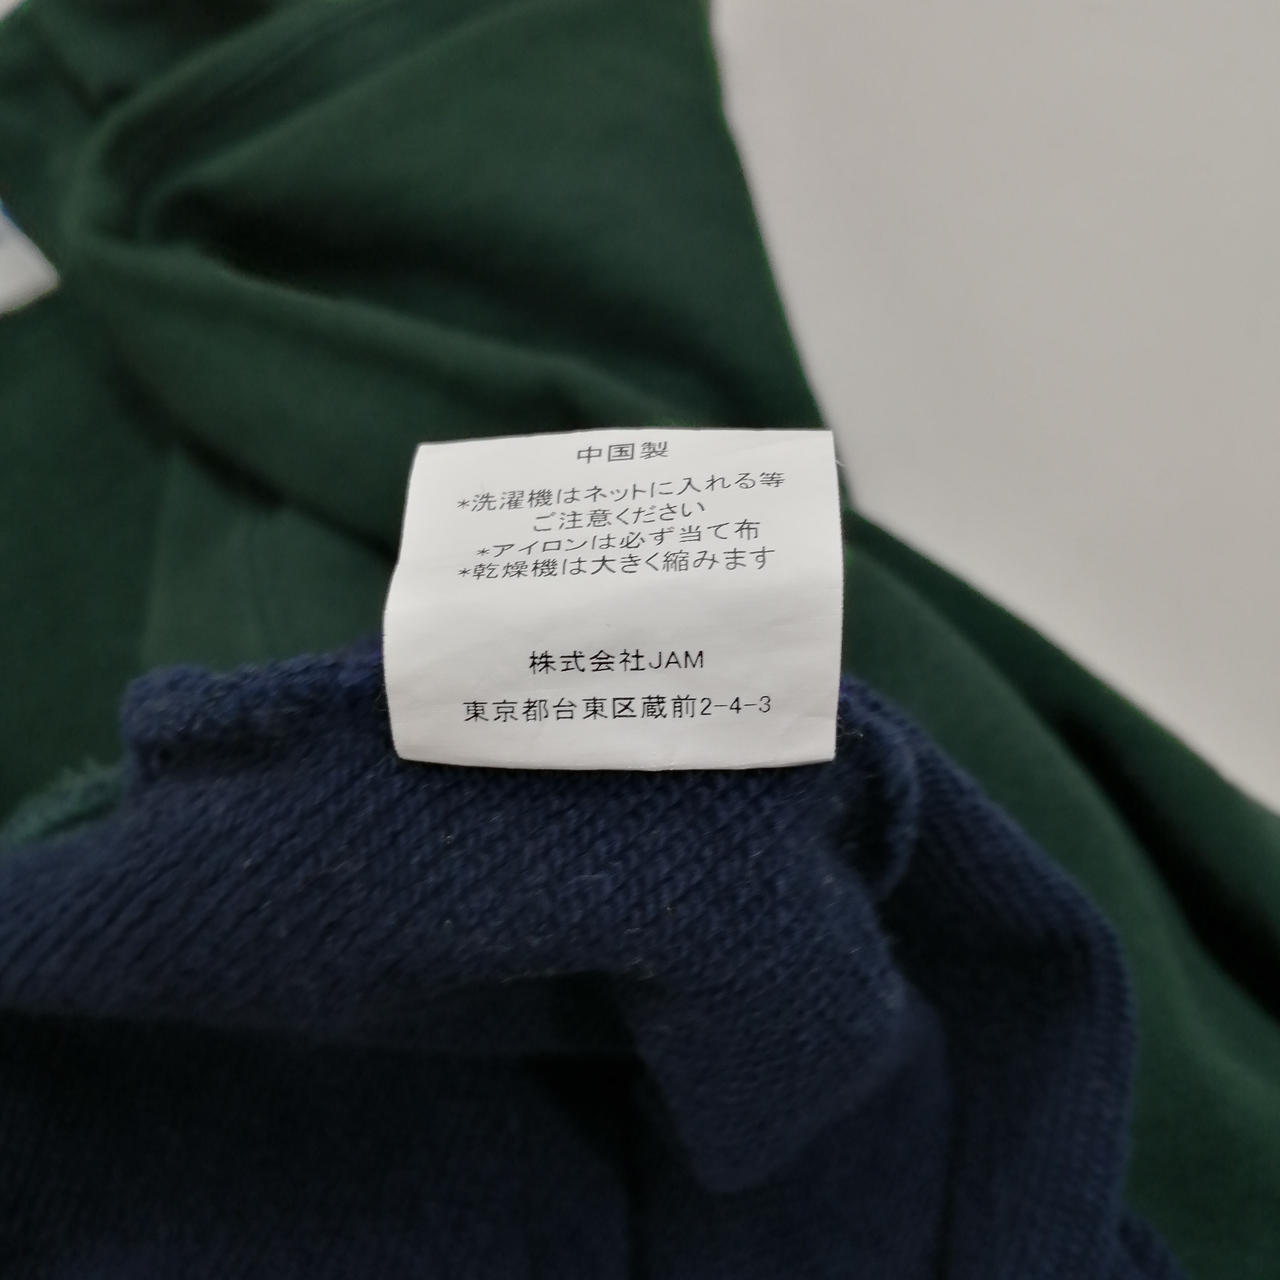 中国製
*洗濯機はネットに入れる等
ご注意ください
*アイロンは必ず当て布
*乾燥機は大きく縮みます
株式会社JAM
東京都台東区蔵前2-4-3